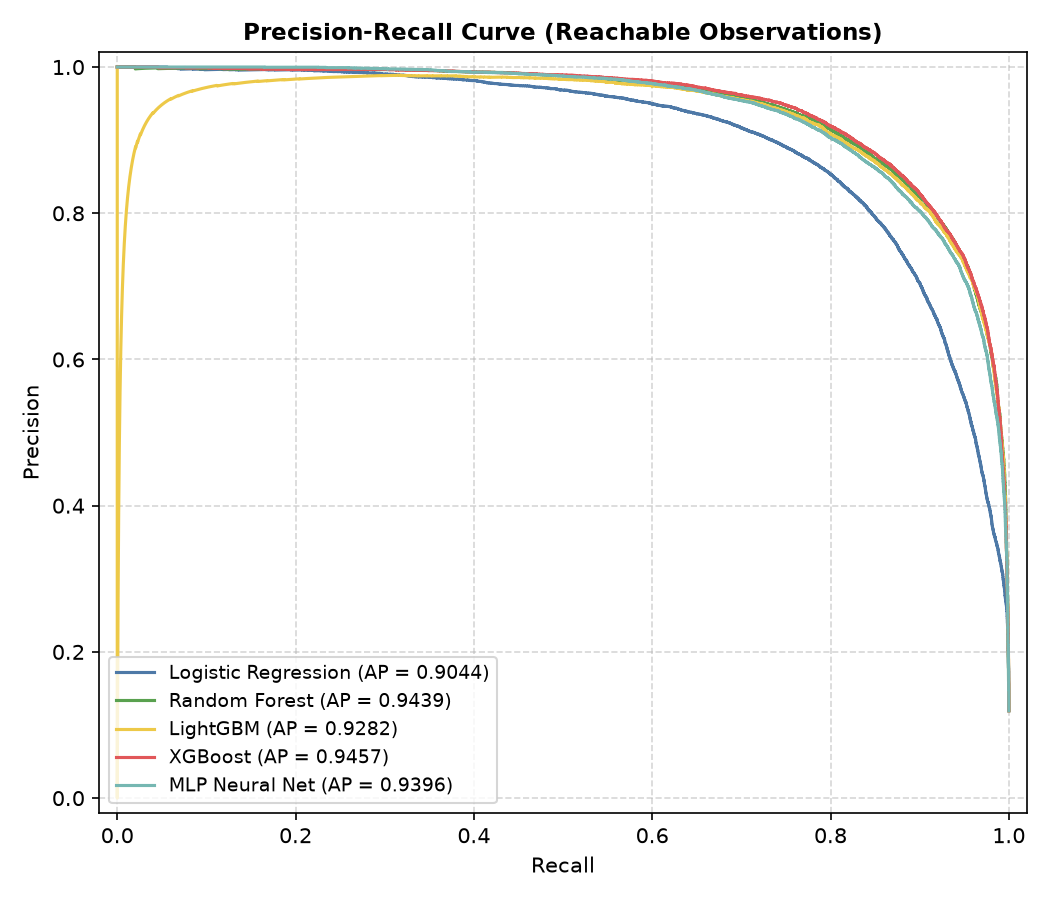 Precision-Recall Curve (Reachable Observations)
1.0
0.8
0.6
0.4
0.2
0.0
Precision
Logistic Regression (AP = 0.9044)
Random Forest (AP = 0.9439)
LightGBM (AP = 0.9282)
XGBoost (AP = 0.9457)
MLP Neural Net (AP = 0.9396)
0.0 0.2 0.4 0.6 0.8 1.0
Recall